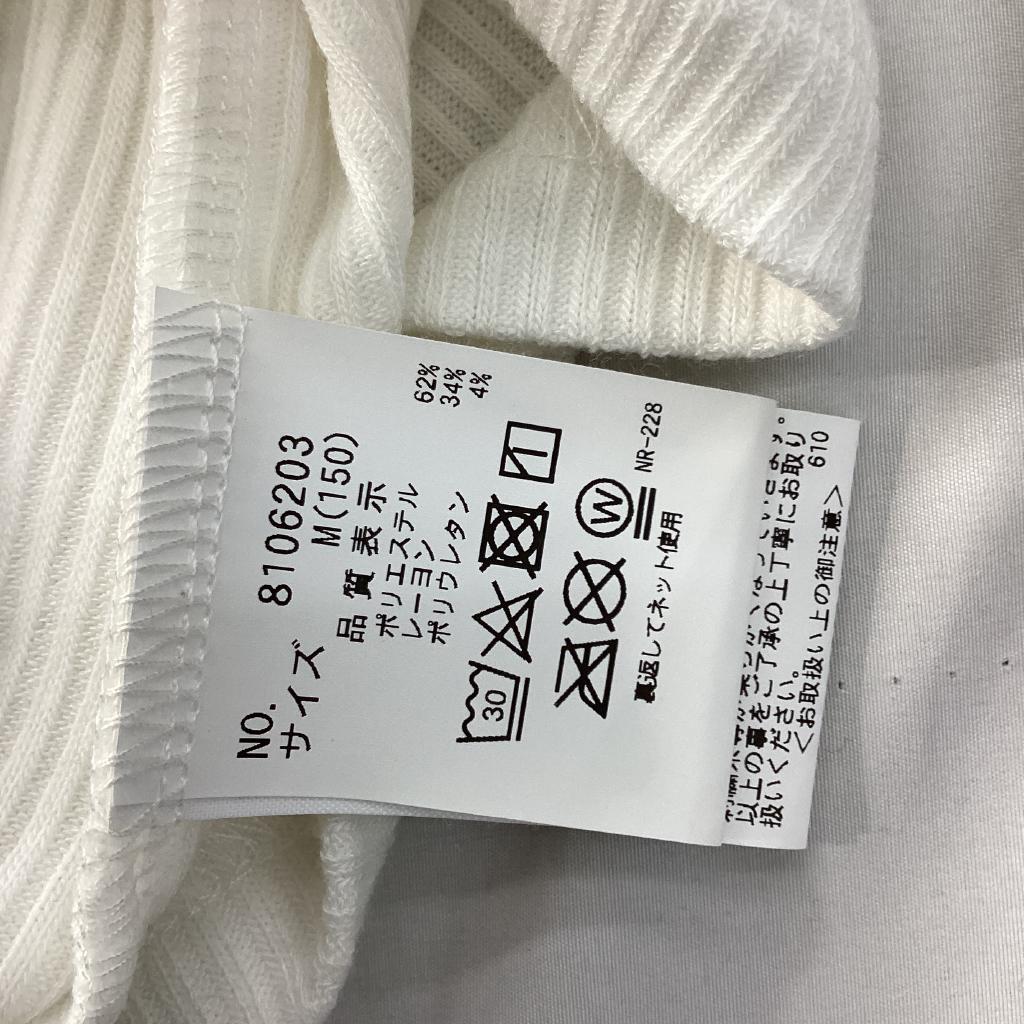 NO. 8106203
サイズ M(150)
品質表示
ポリエステル 62%
レーヨン 34%
ポリウレタン 4%
30
W
裏返してネット使用
NR-228
以上の事をご了承の上丁寧にお取り
扱いください。 610
＜お取扱い上の御注意＞